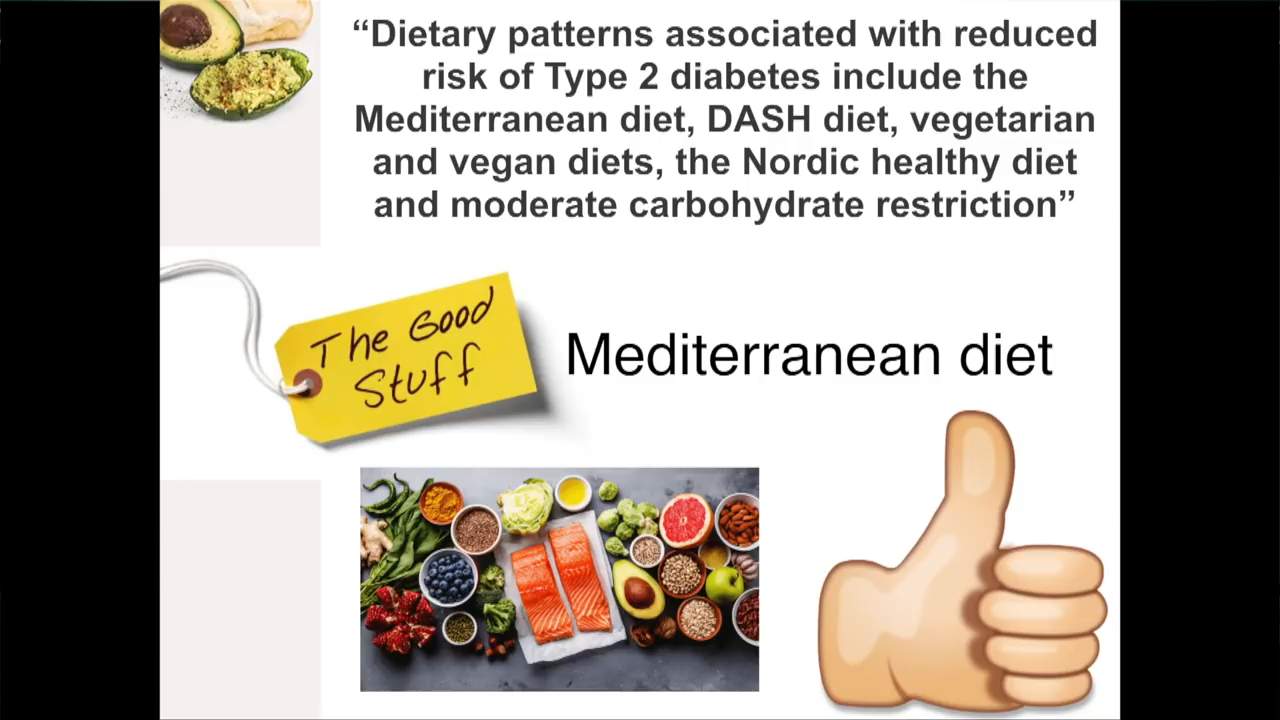 “Dietary patterns associated with reduced
risk of Type 2 diabetes include the
Mediterranean diet, DASH diet, vegetarian
and vegan diets, the Nordic healthy diet
and moderate carbohydrate restriction”
The Good
Stuff
Mediterranean diet